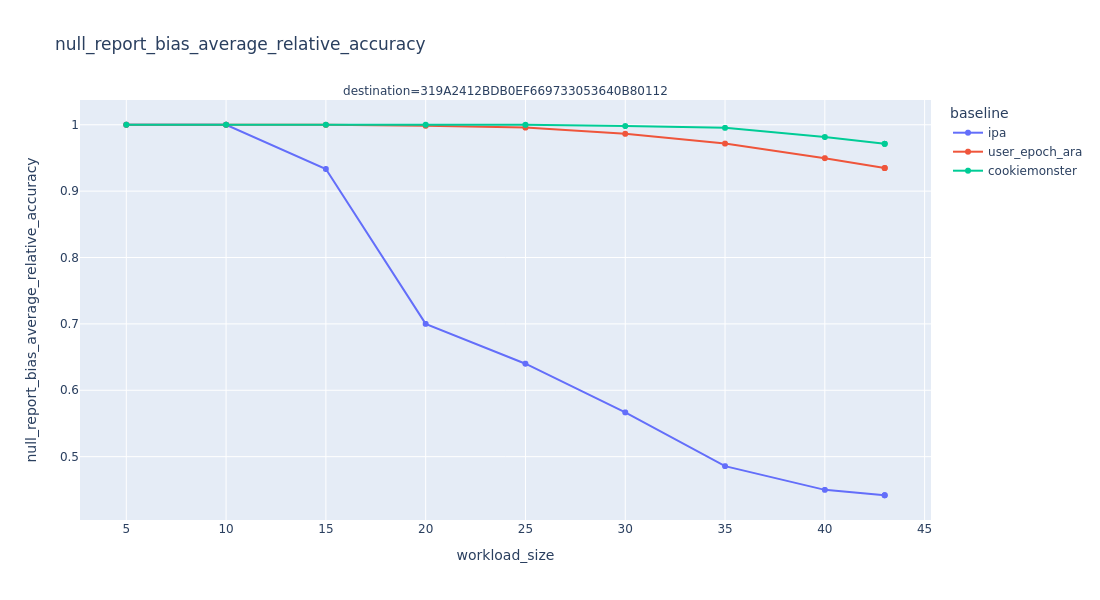 null_report_bias_average_relative_accuracy
destination=319A2412BDB0EF669733053640B80112
baseline
ipa
user_epoch_ara
cookiemonster
null_report_bias_average_relative_accuracy
1
0.9
0.8
0.7
0.6
0.5
5 10 15 20 25 30 35 40 45
workload_size